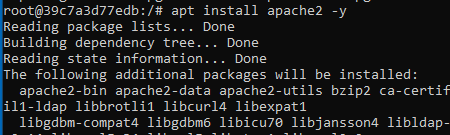 root@39c7a3d77edb:/# apt install apache2 -y
Reading package lists... Done
Building dependency tree... Done
Reading state information... Done
The following additional packages will be installed:
  apache2-bin apache2-data apache2-utils bzip2 ca-certif
il1-ldap libbrotli1 libcurl4 libexpat1
  libgdbm-compat4 libgdbm6 libicu70 libjansson4 libldap-